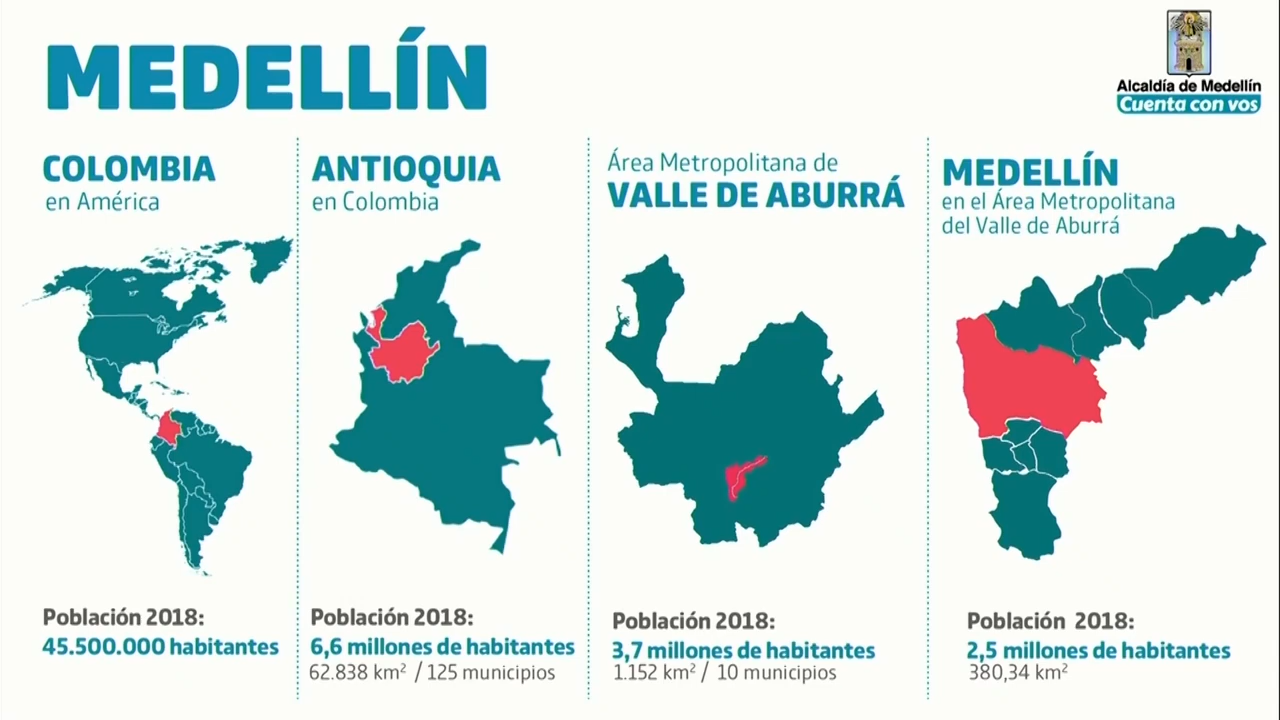 MEDELLÍN
Alcaldía de Medellín
Cuenta con vos
COLOMBIA
en América
Población 2018:
45.500.000 habitantes
ANTIOQUIA
en Colombia
Población 2018:
6,6 millones de habitantes
62.838 km² / 125 municipios
Área Metropolitana de
VALLE DE ABURRÁ
Población 2018:
3,7 millones de habitantes
1.152 km² / 10 municipios
MEDELLÍN
en el Área Metropolitana
del Valle de Aburrá
Población 2018:
2,5 millones de habitantes
380,34 km²